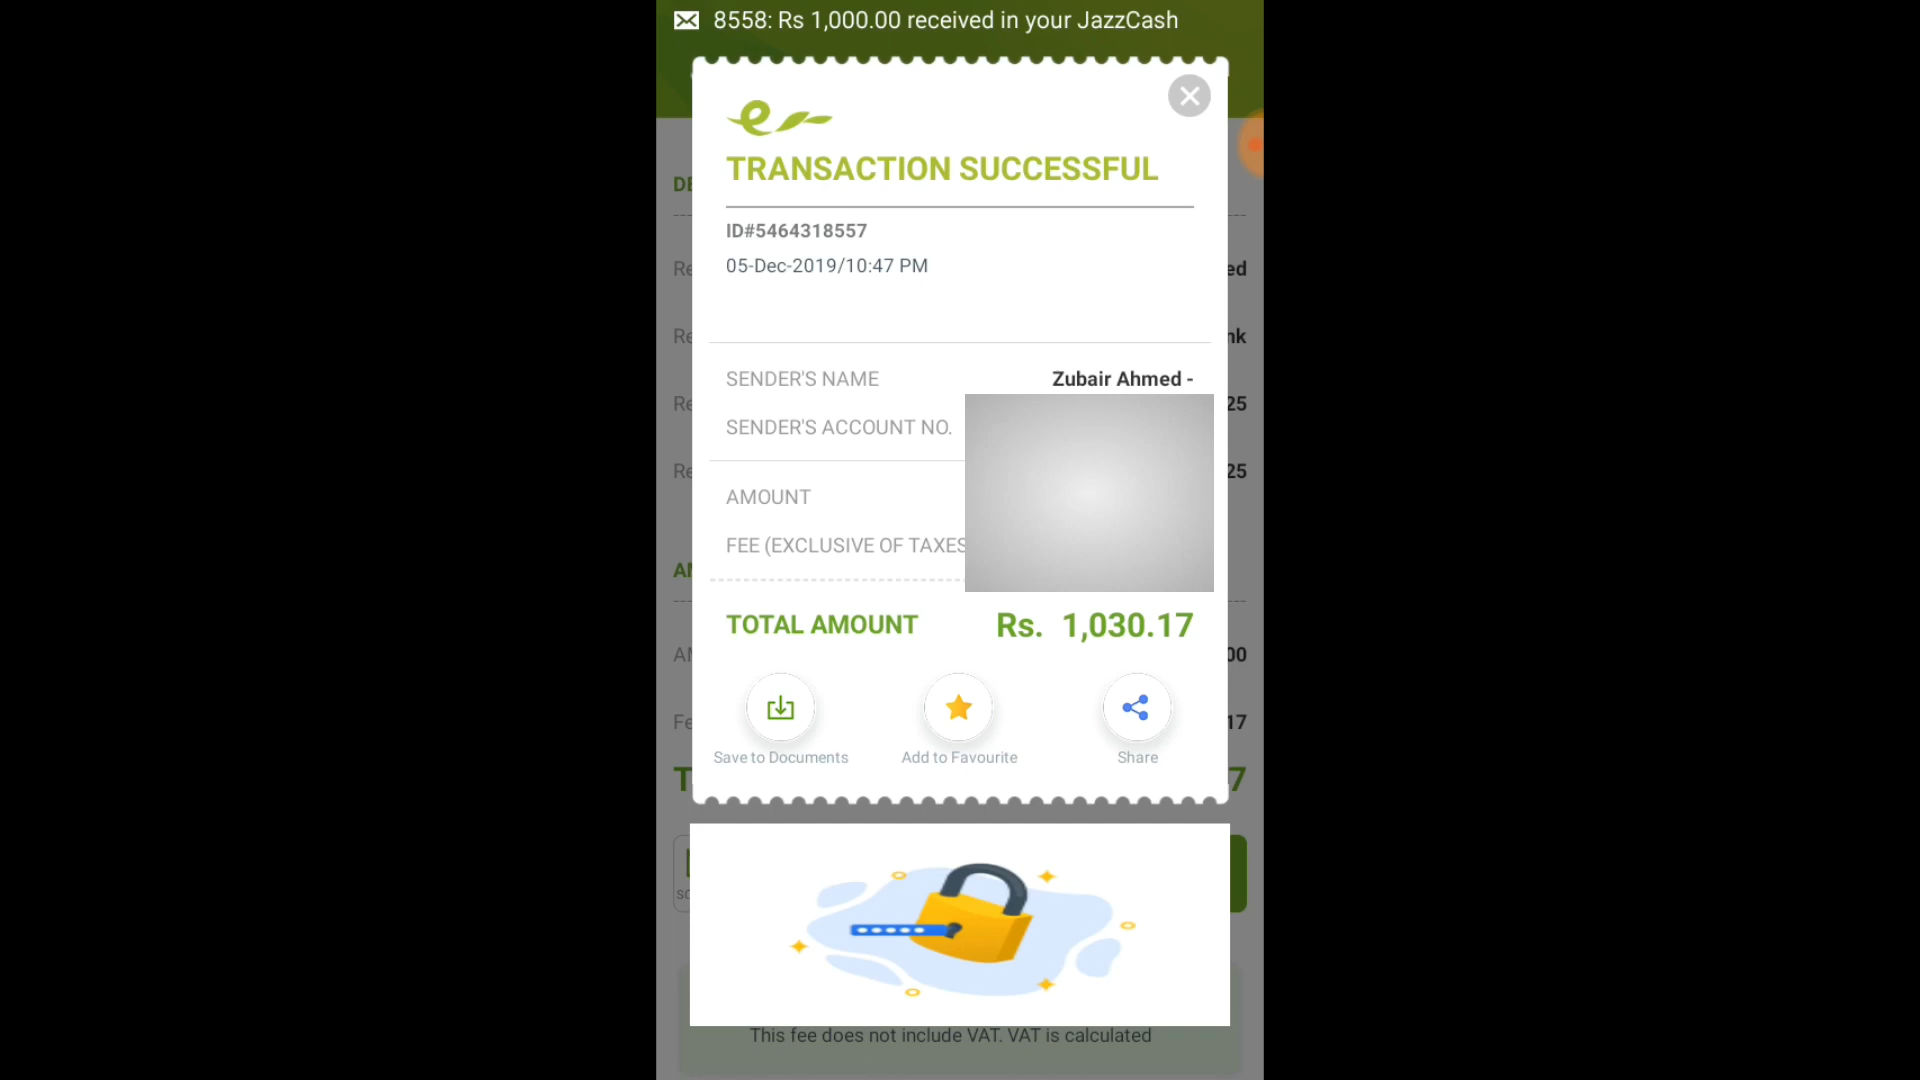 8558: Rs 1,000.00 received in your JazzCash
TRANSACTION SUCCESSFUL
ID#5464318557
05-Dec-2019/10:47 PM
SENDER'S NAME Zubair Ahmed -
SENDER'S ACCOUNT NO.
AMOUNT
FEE (EXCLUSIVE OF TAXES
TOTAL AMOUNT Rs. 1,030.17
Save to Documents Add to Favourite Share
This fee does not include VAT. VAT is calculated